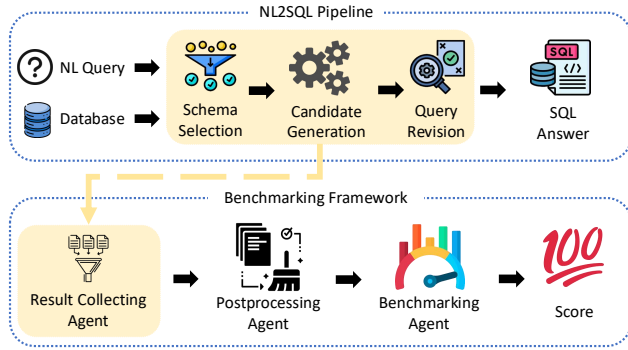 NL2SQL Pipeline
?
NL Query
Database
Schema
Selection
Candidate
Generation
Query
Revision
SQL
</>
SQL
Answer
Benchmarking Framework
Result Collecting
Agent
Postprocessing
Agent
Benchmarking
Agent
100
Score